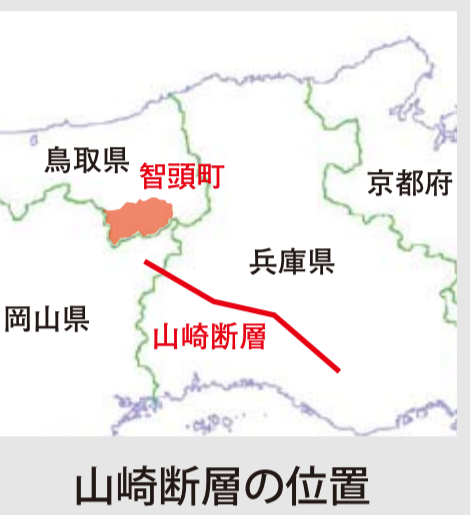 鳥取県
智頭町
京都府
兵庫県
岡山県
山崎断層
山崎断層の位置